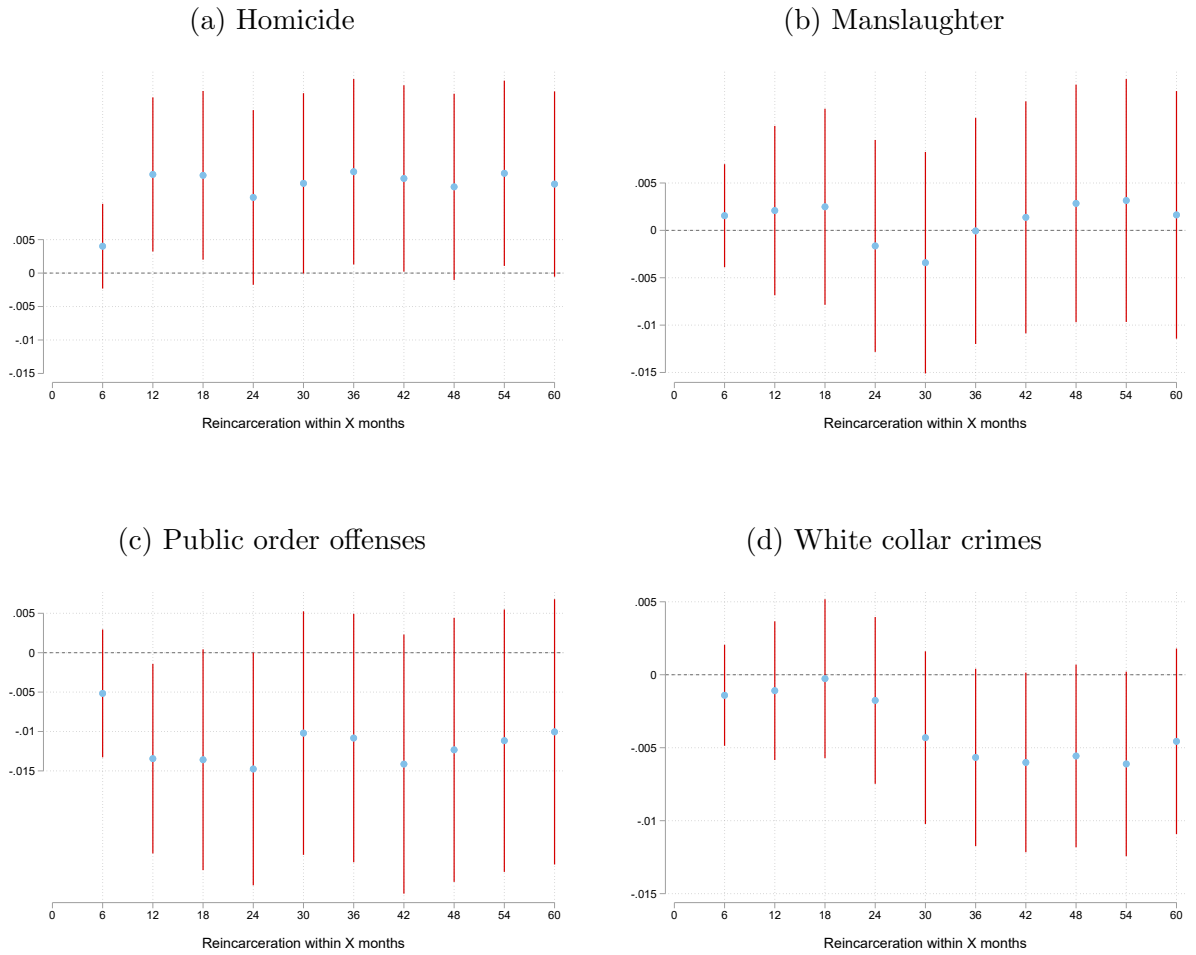 (a) Homicide
.005
0
-.005
-.01
-.015
0 6 12 18 24 30 36 42 48 54 60
Reincarceration within X months
(b) Manslaughter
.005
0
-.005
-.01
-.015
0 6 12 18 24 30 36 42 48 54 60
Reincarceration within X months
(c) Public order offenses
.005
0
-.005
-.01
-.015
0 6 12 18 24 30 36 42 48 54 60
Reincarceration within X months
(d) White collar crimes
.005
0
-.005
-.01
-.015
0 6 12 18 24 30 36 42 48 54 60
Reincarceration within X months